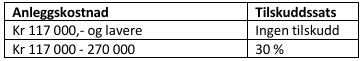 Anleggskostnad Tilskuddssats
Kr 117 000,- og lavere Ingen tilskudd
Kr 117 000 - 270 000 30 %